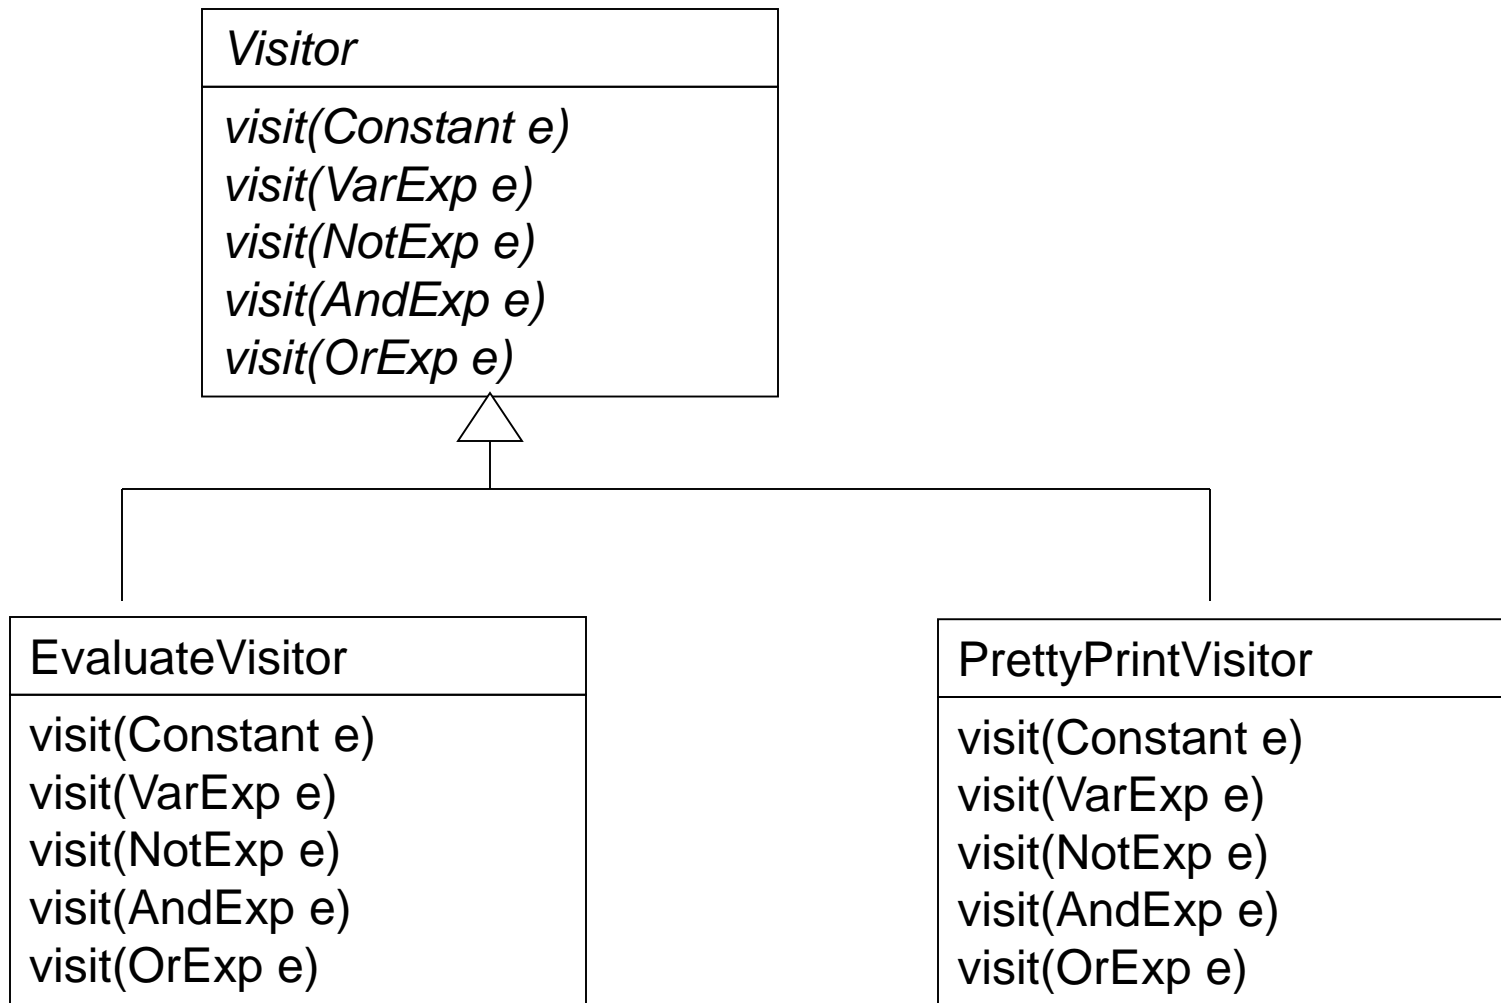 Visitor
visit(Constant e)
visit(VarExp e)
visit(NotExp e)
visit(AndExp e)
visit(OrExp e)
EvaluateVisitor
visit(Constant e)
visit(VarExp e)
visit(NotExp e)
visit(AndExp e)
visit(OrExp e)
PrettyPrintVisitor
visit(Constant e)
visit(VarExp e)
visit(NotExp e)
visit(AndExp e)
visit(OrExp e)